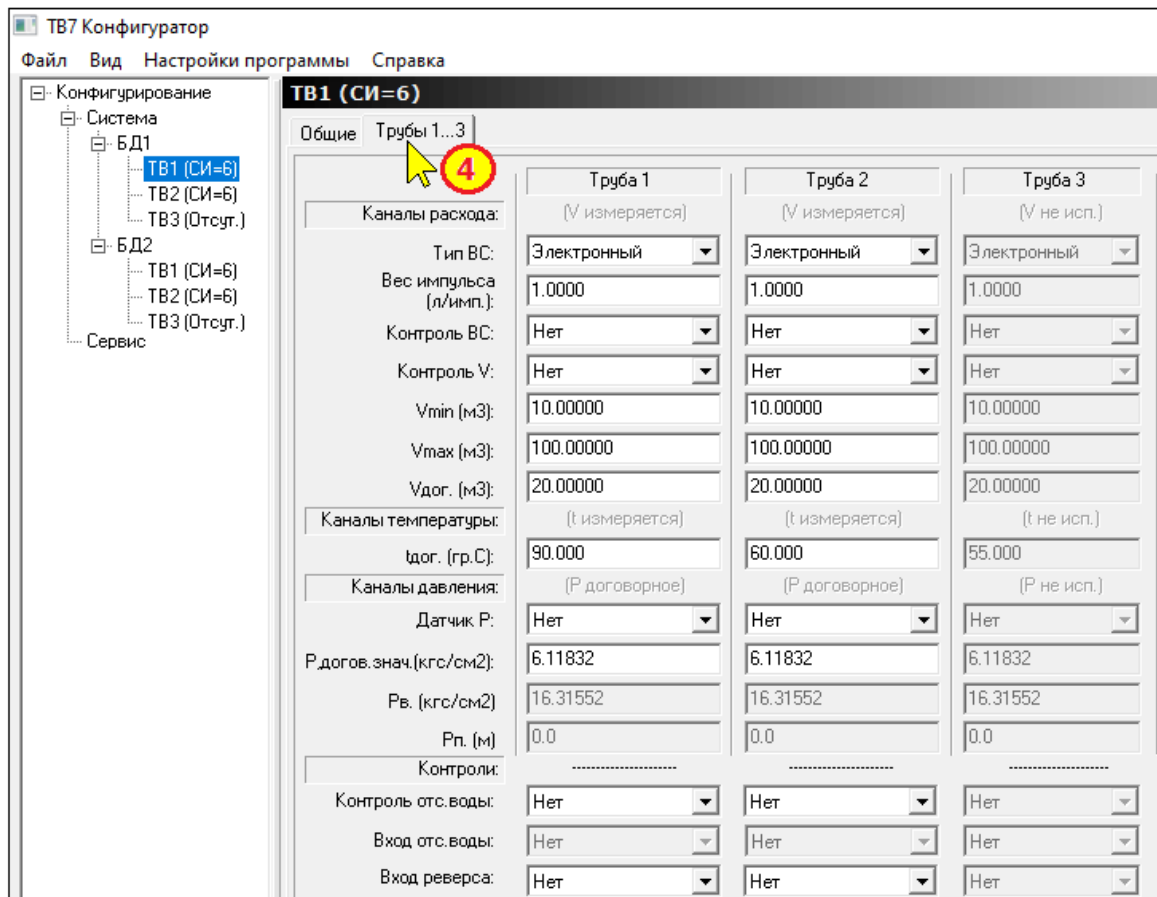 ТВ7 Конфигуратор
Файл Вид Настройки программы Справка
Конфигурирование
Система
БД1
ТВ1 (СИ=6)
ТВ2 (СИ=6)
ТВ3 (Отсут.)
БД2
ТВ1 (СИ=6)
ТВ2 (СИ=6)
ТВ3 (Отсут.)
Сервис
ТВ1 (СИ=6)
Общие Трубы 1...3
4
Труба 1 Труба 2 Труба 3
Каналы расхода: (V измеряется) (V измеряется) (V не исп.)
Тип ВС: Электронный Электронный Электронный
Вес импульса
(л/имп.): 1.0000 1.0000 1.0000
Контроль ВС: Нет Нет Нет
Контроль V: Нет Нет Нет
Vmin (м3): 10.00000 10.00000 10.00000
Vmax (м3): 100.00000 100.00000 100.00000
Vдог. (м3): 20.00000 20.00000 20.00000
Каналы температуры: (t измеряется) (t измеряется) (t не исп.)
tдог. (гр.С): 90.000 60.000 55.000
Каналы давления: (Р договорное) (Р договорное) (Р не исп.)
Датчик Р: Нет Нет Нет
Р,догов.знач.(кгс/см2): 6.11832 6.11832 6.11832
Рв. (кгс/см2) 16.31552 16.31552 16.31552
Рп. (м) 0.0 0.0 0.0
Контроли: --------------------- --------------------- ---------------------
Контроль отс.воды: Нет Нет Нет
Вход отс.воды: Нет Нет Нет
Вход реверса: Нет Нет Нет